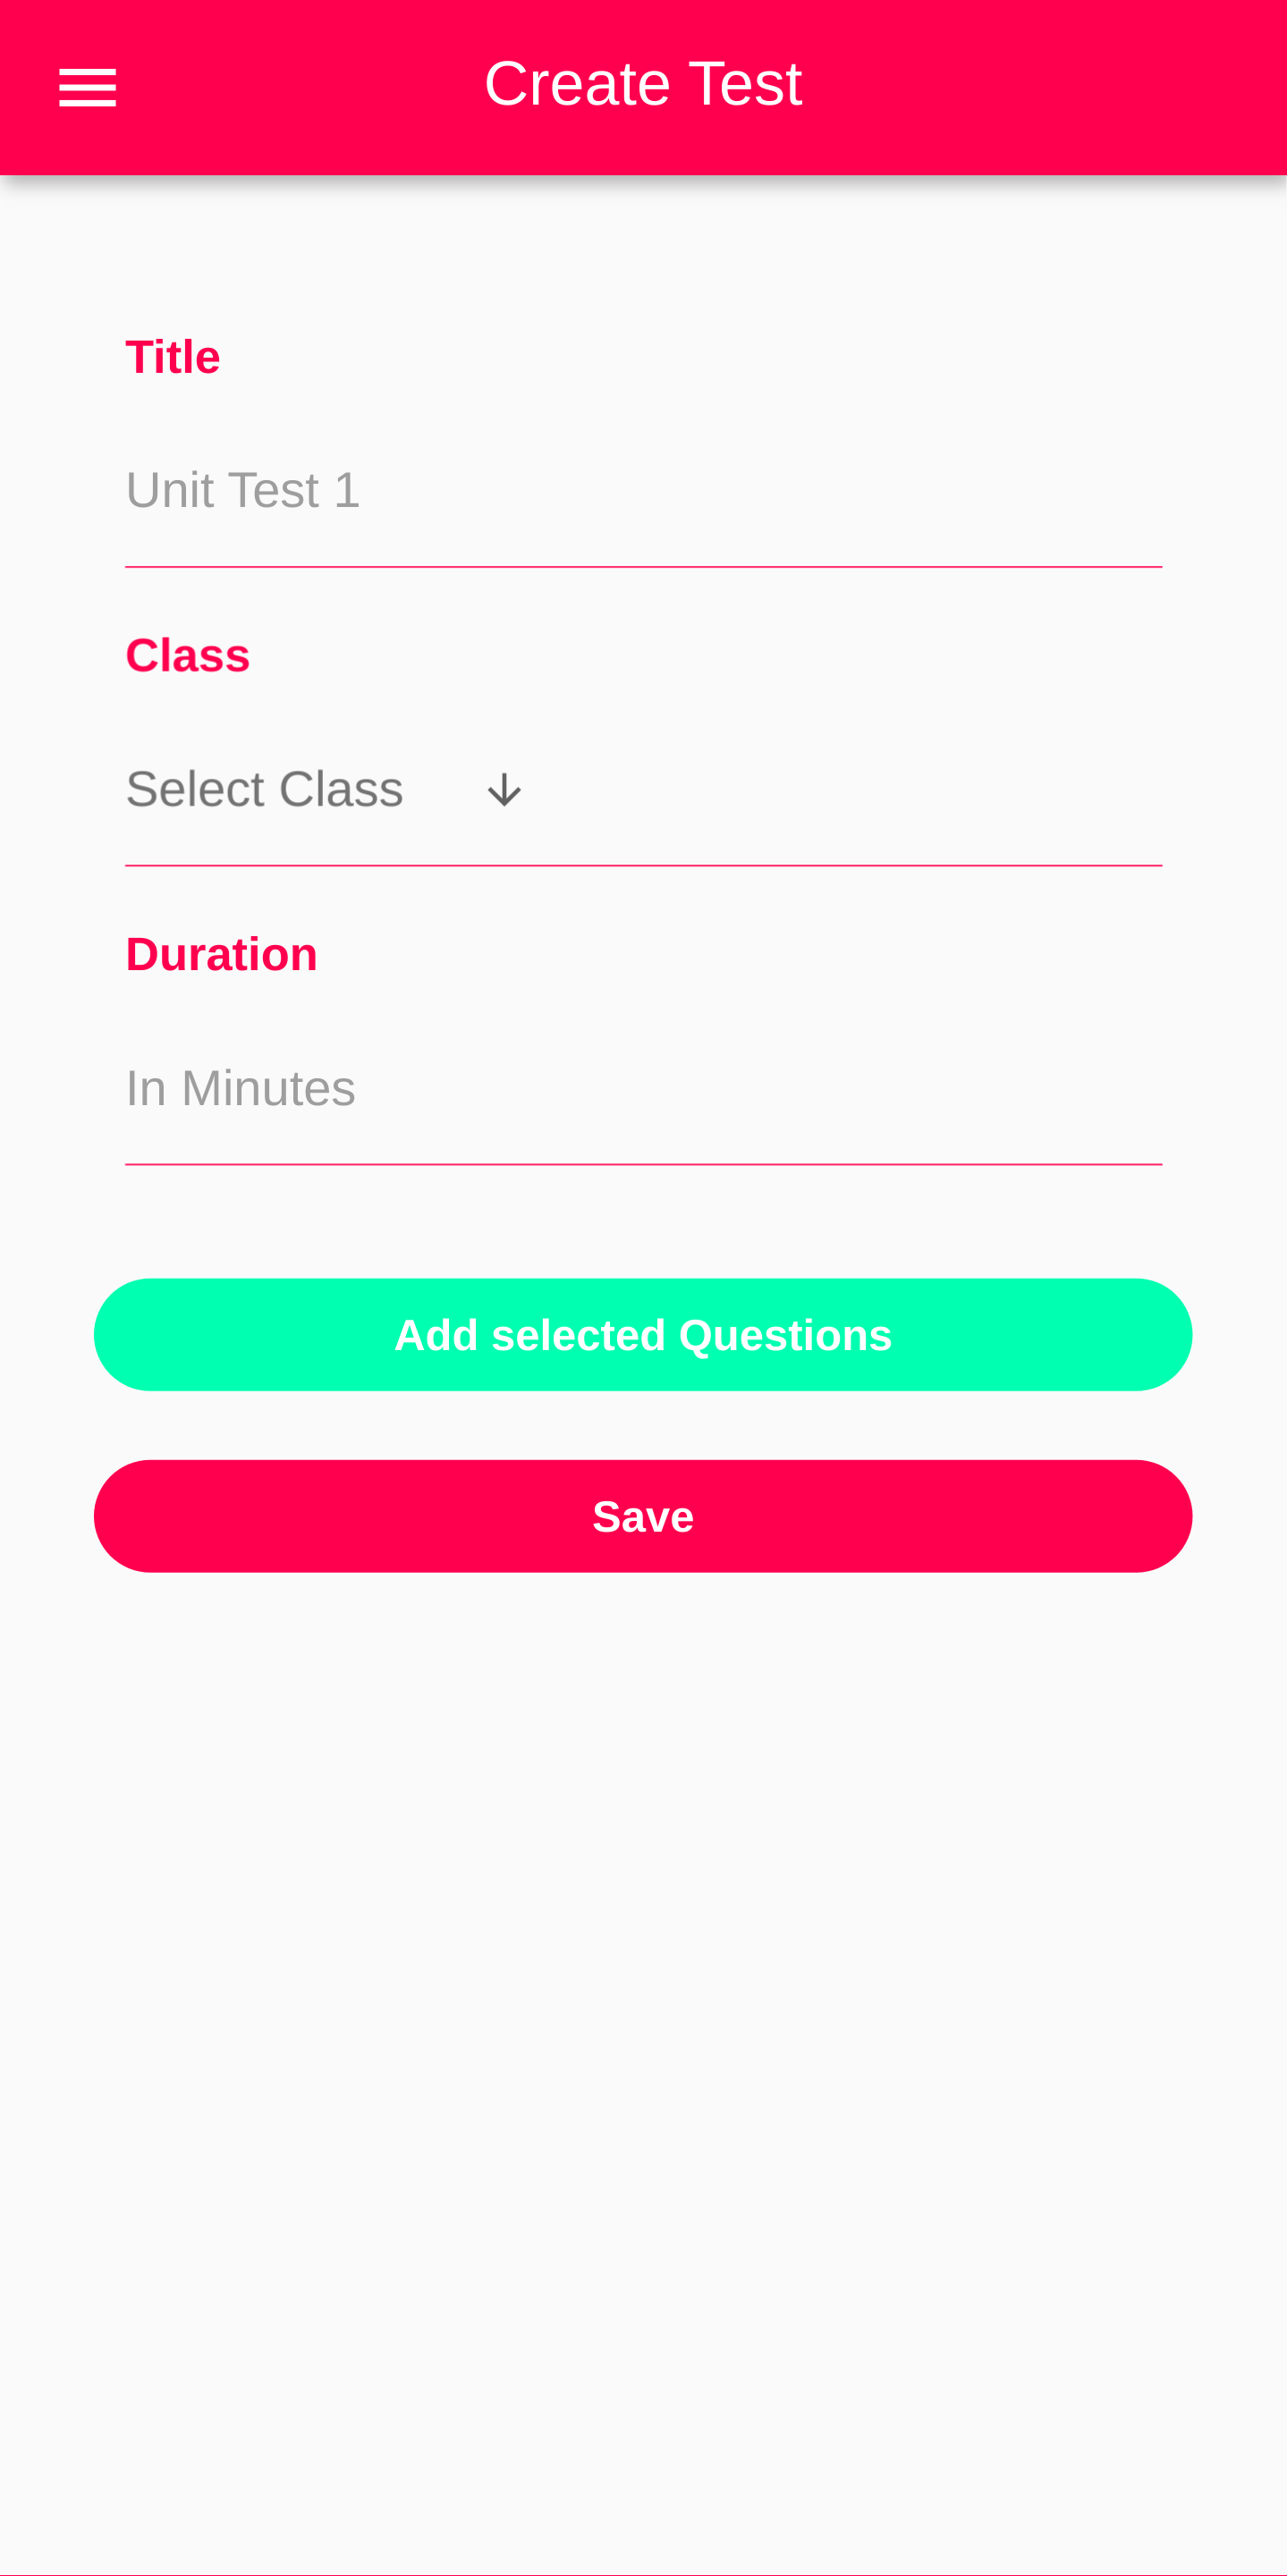 Create Test
Title
Unit Test 1
Class
Select Class
Duration
In Minutes
Add selected Questions
Save